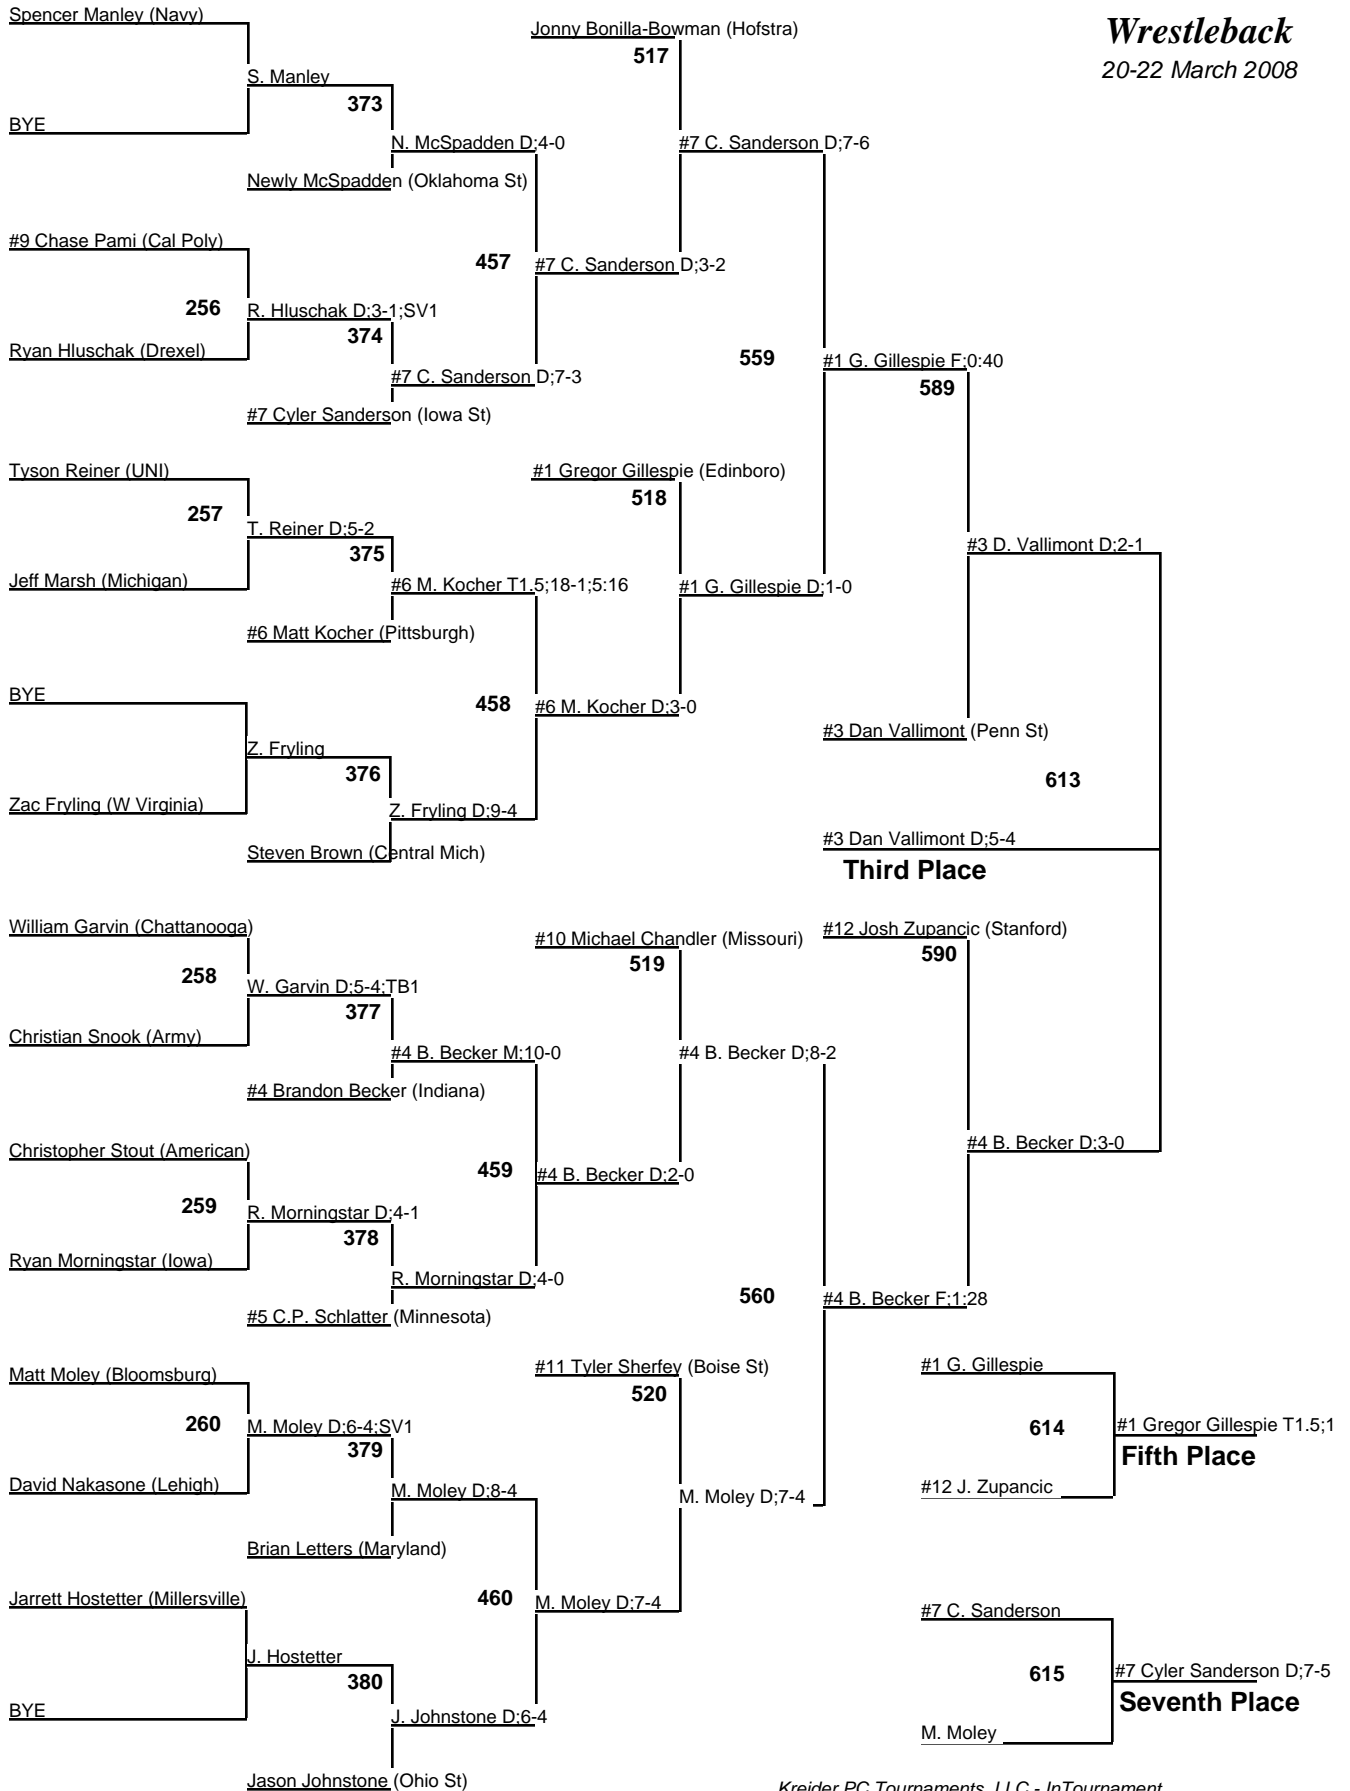 Spencer Manley (Navy)
Jonny Bonilla-Bowman (Hofstra)
Wrestleback
20-22 March 2008
517
S. Manley
373
BYE
N. McSpadden D;4-0
#7 C. Sanderson D;7-6
Newly McSpadden (Oklahoma St)
#9 Chase Pami (Cal Poly)
457
#7 C. Sanderson D;3-2
256
R. Hluschak D;3-1;SV1
374
Ryan Hluschak (Drexel)
559
#1 G. Gillespie F;0:40
#7 C. Sanderson D;7-3
589
#7 Cyler Sanderson (Iowa St)
Tyson Reiner (UNI)
#1 Gregor Gillespie (Edinboro)
518
257
T. Reiner D;5-2
375
#3 D. Vallimont D;2-1
Jeff Marsh (Michigan)
#6 M. Kocher T1.5;18-1;5:16
#1 G. Gillespie D;1-0
#6 Matt Kocher (Pittsburgh)
BYE
458
#6 M. Kocher D;3-0
#3 Dan Vallimont (Penn St)
Z. Fryling
376
613
Zac Fryling (W Virginia)
Z. Fryling D;9-4
#3 Dan Vallimont D;5-4
Steven Brown (Central Mich)
Third Place
William Garvin (Chattanooga)
#10 Michael Chandler (Missouri)
#12 Josh Zupancic (Stanford)
519
590
258
W. Garvin D;5-4;TB1
377
Christian Snook (Army)
#4 B. Becker M;10-0
#4 B. Becker D;8-2
#4 Brandon Becker (Indiana)
Christopher Stout (American)
#4 B. Becker D;3-0
459
#4 B. Becker D;2-0
259
R. Morningstar D;4-1
378
Ryan Morningstar (Iowa)
R. Morningstar D;4-0
560
#4 B. Becker F;1:28
#5 C.P. Schlatter (Minnesota)
Matt Moley (Bloomsburg)
#11 Tyler Sherfey (Boise St)
#1 G. Gillespie
520
260
M. Moley D;6-4;SV1
379
614
#1 Gregor Gillespie T1.5;1
Fifth Place
David Nakasone (Lehigh)
M. Moley D;8-4
M. Moley D;7-4
#12 J. Zupancic
Brian Letters (Maryland)
Jarrett Hostetter (Millersville)
460
M. Moley D;7-4
#7 C. Sanderson
J. Hostetter
380
615
#7 Cyler Sanderson D;7-5
Seventh Place
BYE
J. Johnstone D;6-4
M. Moley
Jason Johnstone (Ohio St)
Kreider PC Tournaments, LLC - InTournament